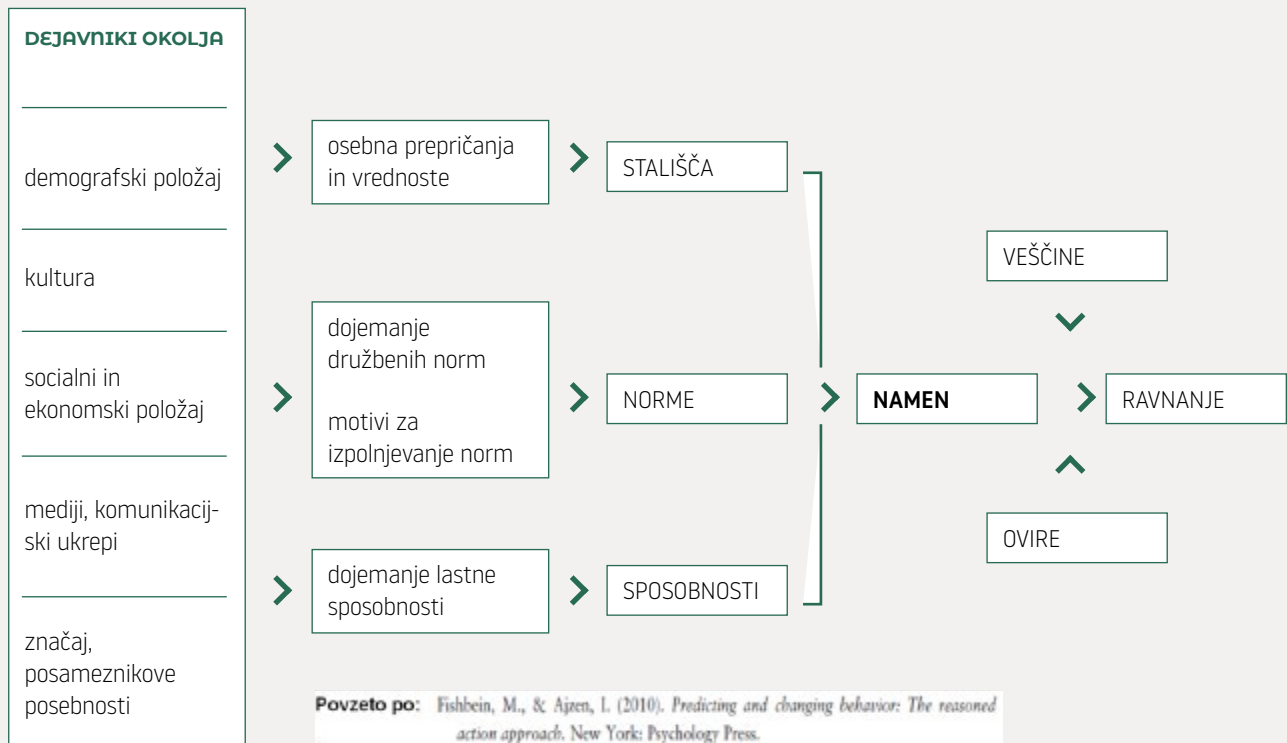 DEJAVNIKI OKOLJA
demografski položaj
kultura
socialni in
ekonomski položaj
mediji, komunikacij-
ski ukrepi
značaj,
posameznikove
posebnosti
osebna prepričanja
in vrednoste
STALIŠČA
dojemanje
družbenih norm
motivi za
izpolnjevanje norm
NORME
dojemanje lastne
sposobnosti
SPOSOBNOSTI
NAMEN
VEŠČINE
OVIRE
RAVNANJE
Povzeto po: Fishbein, M., & Ajzen, I. (2010). Predicting and changing behavior: The reasoned
action approach. New York: Psychology Press.